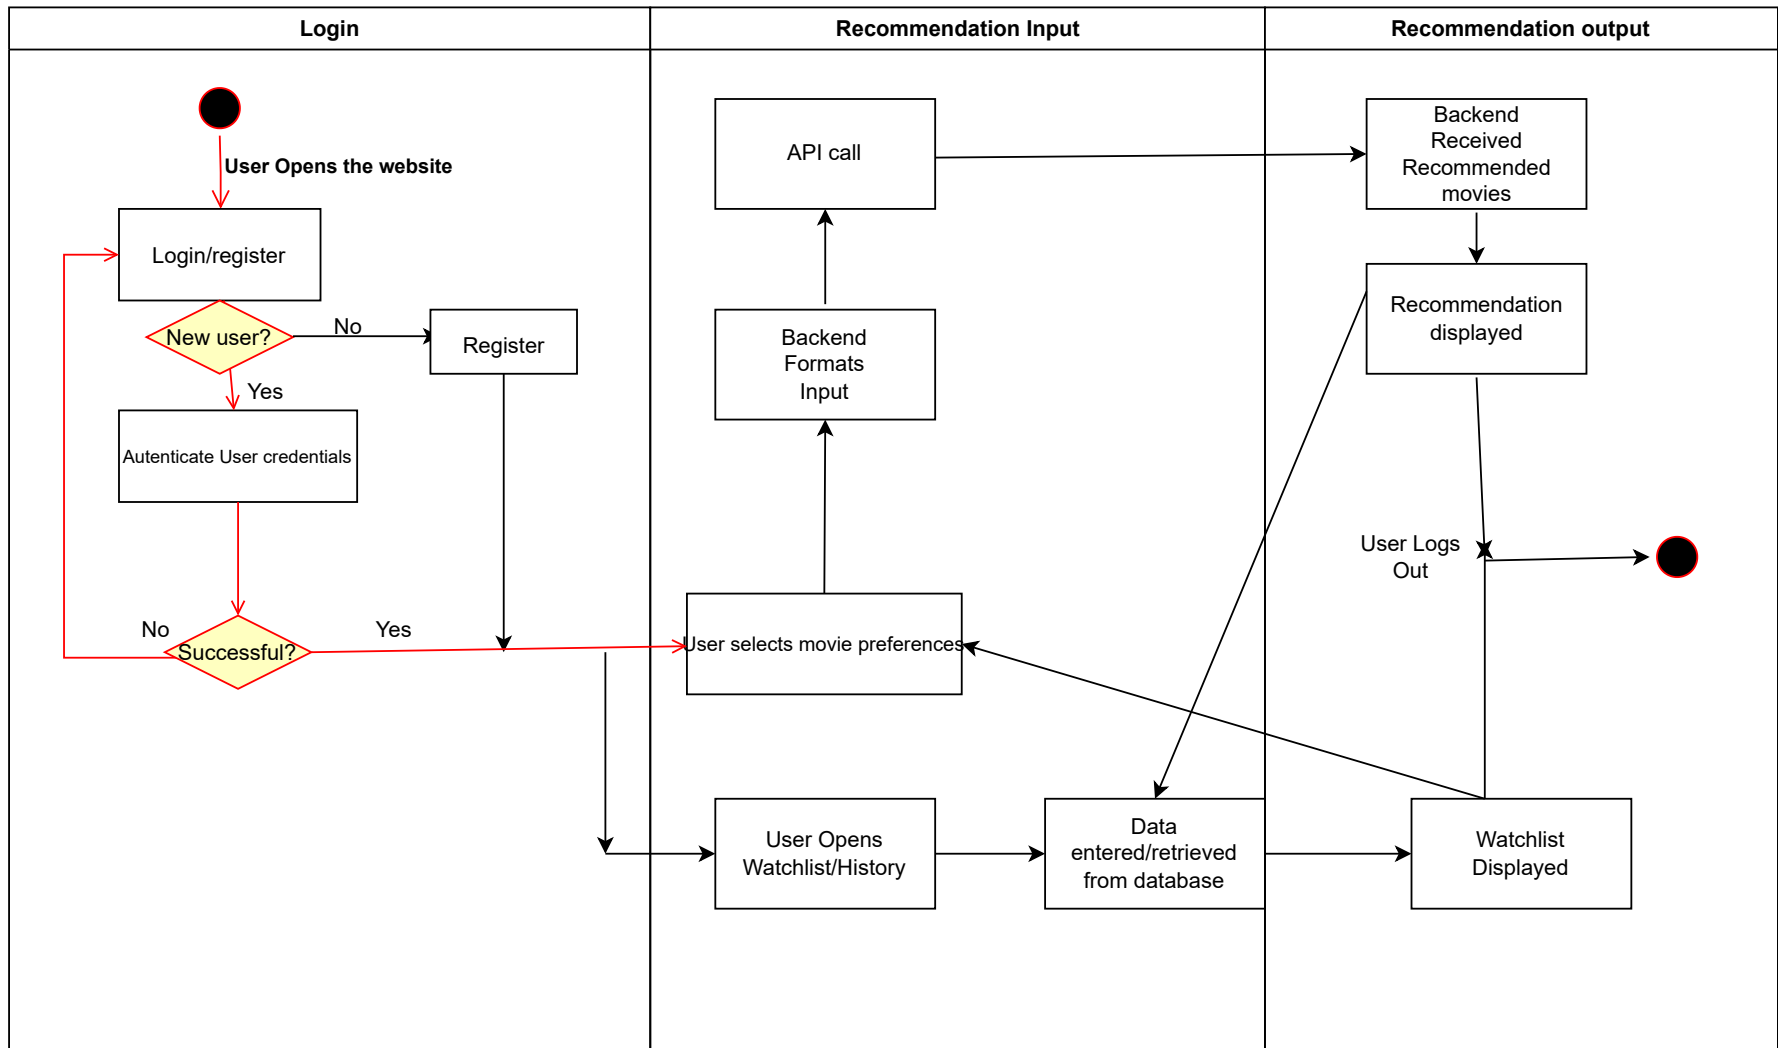 Login
Recommendation Input
Recommendation output
User Opens the website
Login/register
New user?
No
Register
Yes
Autenticate User credentials
No
Successful?
Yes
API call
Backend
Formats
Input
User selects movie preferences
User Opens
Watchlist/History
Data
entered/retrieved
from database
Backend
Received
Recommended
movies
Recommendation
displayed
User Logs
Out
Watchlist
Displayed